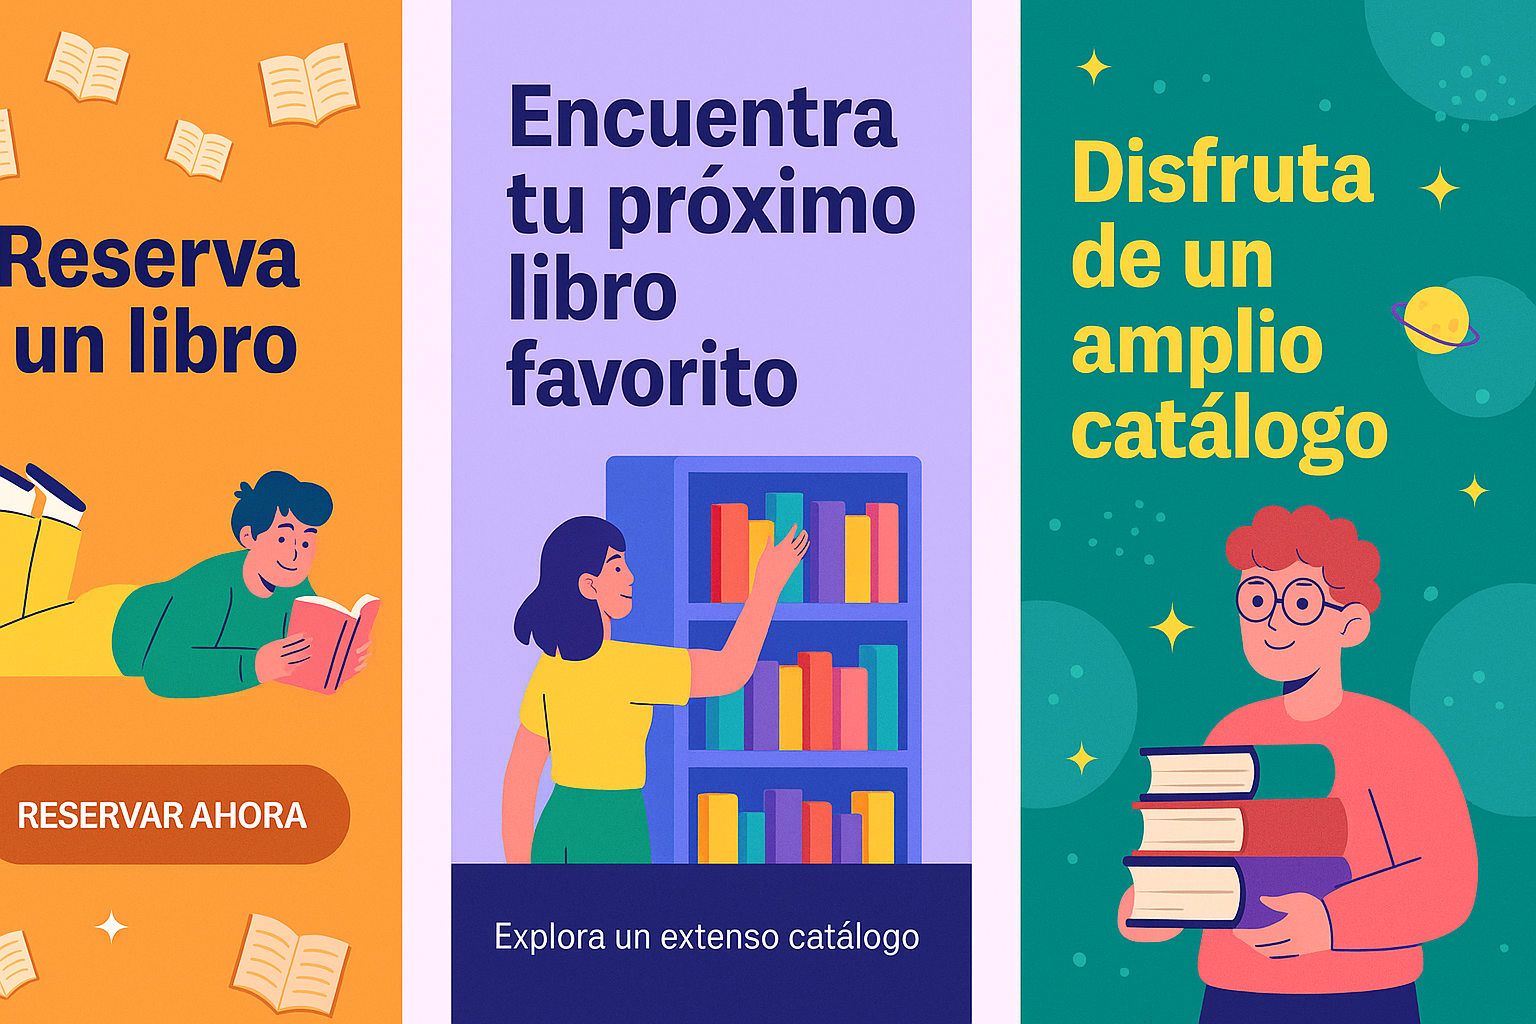 Reserva
un libro
RESERVAR AHORA
Encuentra
tu próximo
libro
favorito
Explora un extenso catálogo
Disfruta
de un
amplio
catálogo